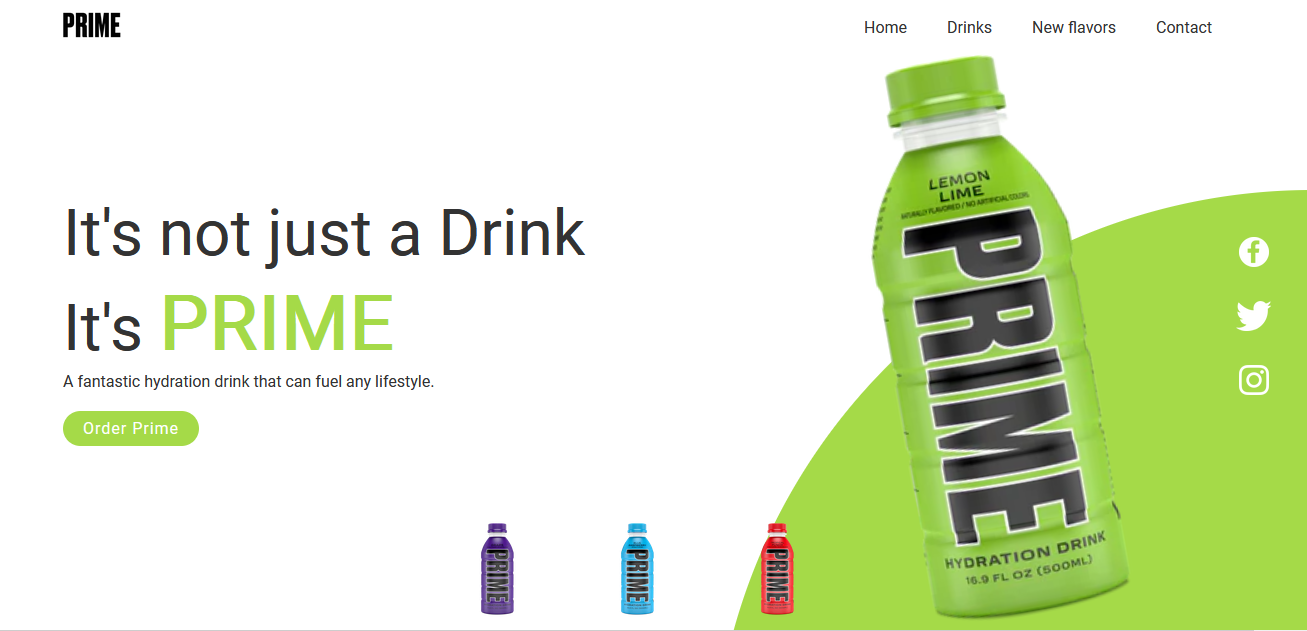 PRIME
Home Drinks New flavors Contact
It's not just a Drink
It's PRIME
A fantastic hydration drink that can fuel any lifestyle.
Order Prime
LEMON
LIME
NATURALLY FLAVORED / NO ARTIFICIAL COLORS
PRIME
HYDRATION DRINK
16.9 FL OZ (500ML)
PRIME
PRIME
PRIME